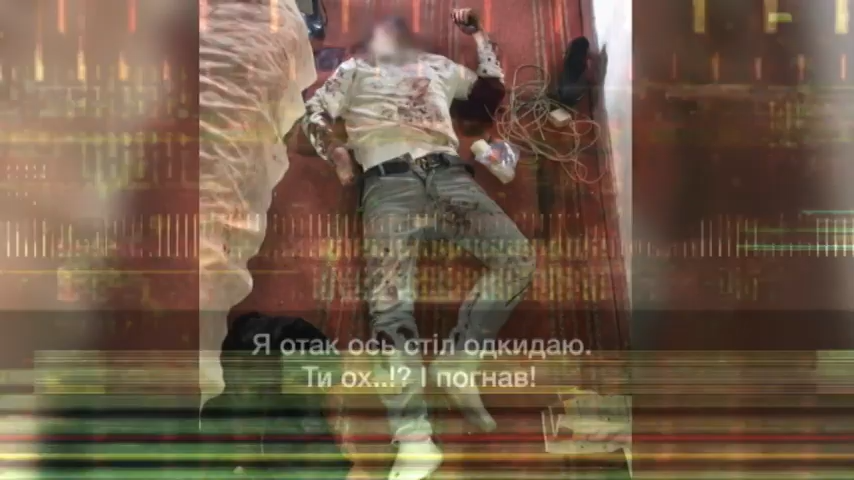 Я отак ось стіл одкидаю.
Ти ох..!? І погнав!